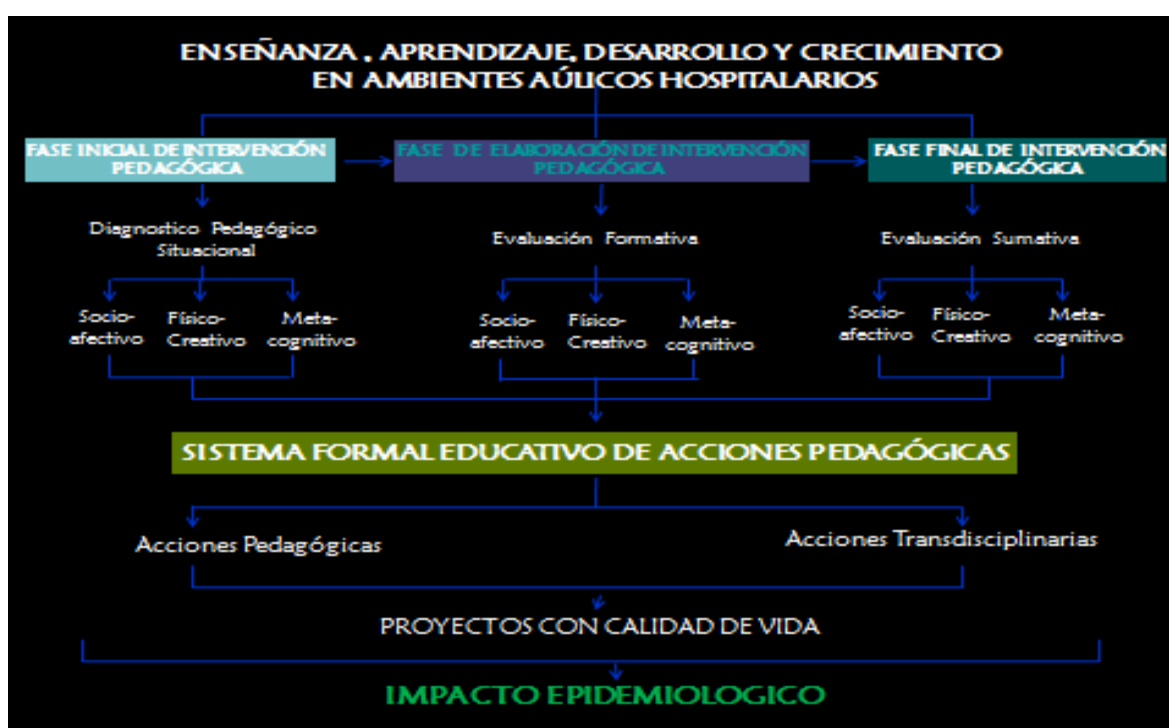 ENSEÑANZA , APRENDIZAJE, DESARROLLO Y CRECIMIENTO
EN AMBIENTES AÚLICOS HOSPITALARIOS
FASE INICIAL DE INTERVENCIÓN
PEDAGÓGICA
FASE DE ELABORACIÓN DE INTERVENCIÓN
PEDAGÓGICA
FASE FINAL DE INTERVENCIÓN
PEDAGÓGICA
Diagnostico Pedagógico
Situacional
Evaluación Formativa
Evaluación Sumativa
Socio-
afectivo
Físico-
Creativo
Meta-
cognitivo
Socio-
afectivo
Físico-
Creativo
Meta-
cognitivo
Socio-
afectivo
Físico-
Creativo
Meta-
cognitivo
SISTEMA FORMAL EDUCATIVO DE ACCIONES PEDAGÓGICAS
Acciones Pedagógicas
Acciones Transdisciplinarias
PROYECTOS CON CALIDAD DE VIDA
IMPACTO EPIDEMIOLOGICO